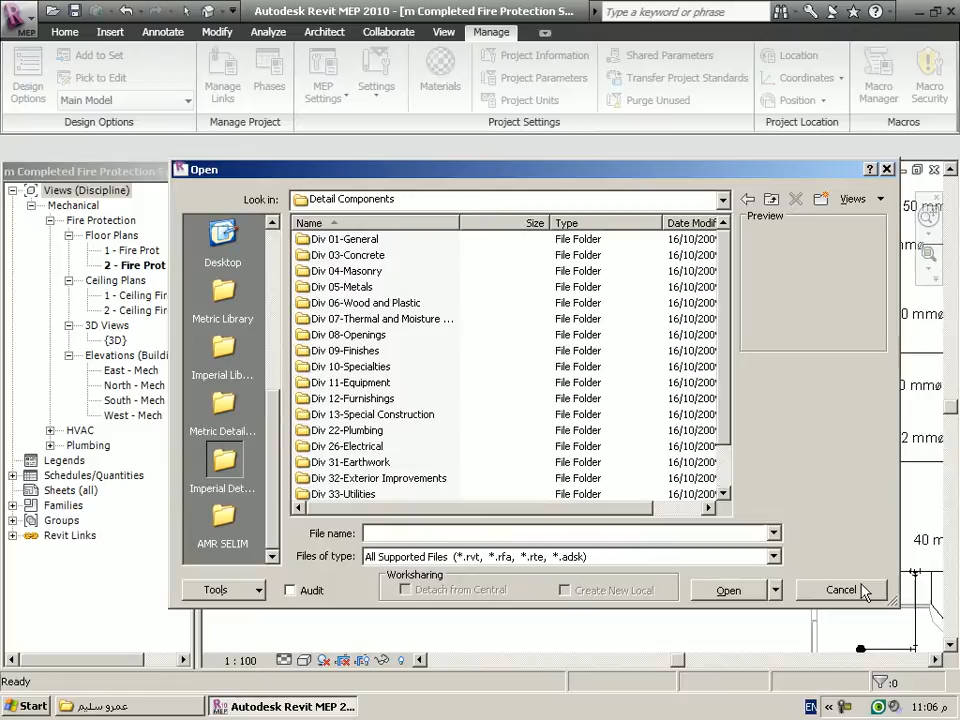 MEP
Autodesk Revit MEP 2010 - [m Completed Fire Protection S...
Type a keyword or phrase
Home
Insert
Annotate
Modify
Analyze
Architect
Collaborate
View
Manage
Design Options
Add to Set
Pick to Edit
Main Model
Manage Links
Phases
MEP Settings
Settings
Materials
Project Information
Project Parameters
Project Units
Shared Parameters
Transfer Project Standards
Purge Unused
Location
Coordinates
Position
Macro Manager
Macro Security
Design Options
Manage Project
Project Settings
Project Location
Macros
m Completed Fire Protection S
Views (Discipline)
Mechanical
Fire Protection
Floor Plans
1 - Fire Prot
2 - Fire Prot
Ceiling Plans
1 - Ceiling Fir
2 - Ceiling Fir
3D Views
{3D}
Elevations (Buildi
East - Mech
North - Mech
South - Mech
West - Mech
HVAC
Plumbing
Legends
Schedules/Quantities
Sheets (all)
Families
Groups
Revit Links
Open
Look in:
Detail Components
Views
Desktop
Metric Library
Imperial Lib...
Metric Detail...
Imperial Det...
AMR SELIM
Name Size Type Date Modif
Div 01-General File Folder 16/10/200
Div 03-Concrete File Folder 16/10/200
Div 04-Masonry File Folder 16/10/200
Div 05-Metals File Folder 16/10/200
Div 06-Wood and Plastic File Folder 16/10/200
Div 07-Thermal and Moisture ... File Folder 16/10/200
Div 08-Openings File Folder 16/10/200
Div 09-Finishes File Folder 16/10/200
Div 10-Specialties File Folder 16/10/200
Div 11-Equipment File Folder 16/10/200
Div 12-Furnishings File Folder 16/10/200
Div 13-Special Construction File Folder 16/10/200
Div 22-Plumbing File Folder 16/10/200
Div 26-Electrical File Folder 16/10/200
Div 31-Earthwork File Folder 16/10/200
Div 32-Exterior Improvements File Folder 16/10/200
Div 33-Utilities File Folder 16/10/200
Preview
File name:
Files of type: All Supported Files (*.rvt, *.rfa, *.rte, *.adsk)
Worksharing
Tools
Audit
Detach from Central
Create New Local
Open
Cancel
50 mmø
0 mmø
0 mmø
2 mmø
40 m
1 : 100
Ready
:0
Start
عمرو سليم
Autodesk Revit MEP 2...
EN
«
11:06 م